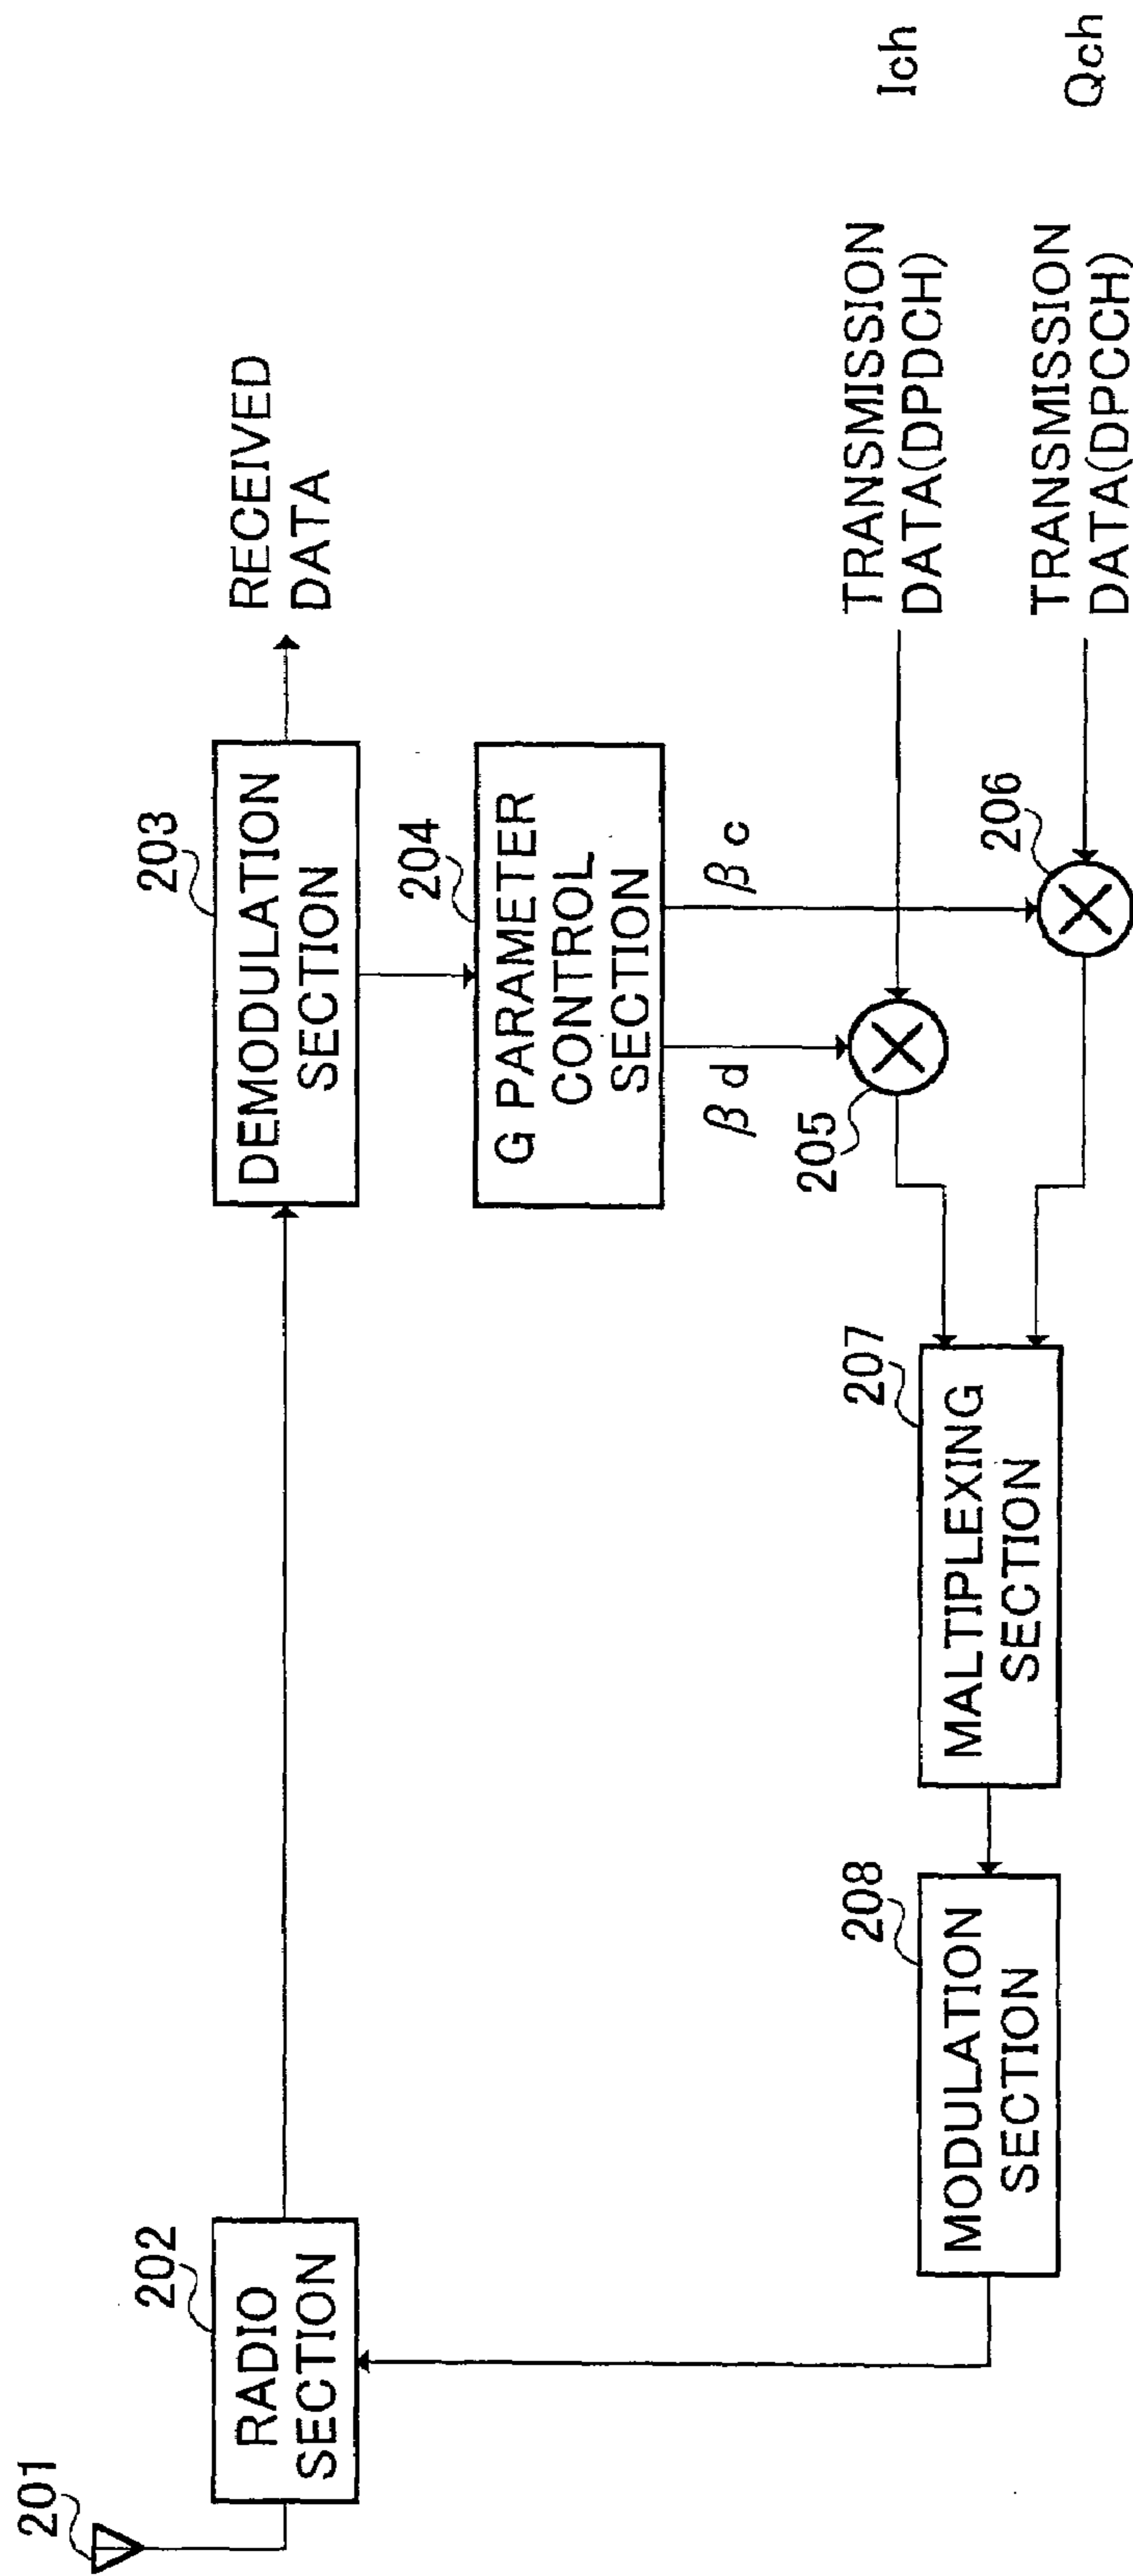 201
202
RADIO
SECTION
203
DEMODULATION
SECTION
RECEIVED
DATA
204
G PARAMETER
CONTROL
SECTION
β d
β c
205
206
TRANSMISSION
DATA(DPDCH)
Ich
TRANSMISSION
DATA(DPCCH)
Qch
207
MALTIPLEXING
SECTION
208
MODULATION
SECTION